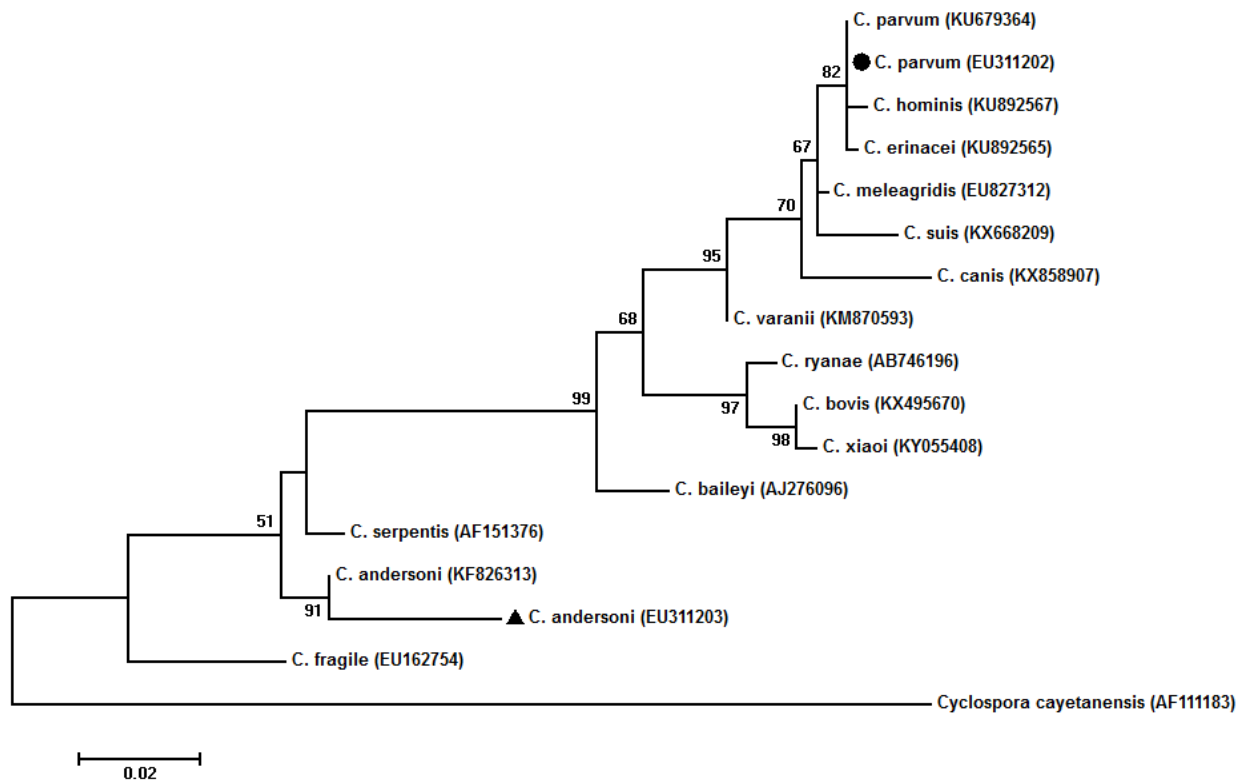 C. parvum (KU679364)
C. parvum (EU311202)
82
C. hominis (KU892567)
C. erinacei (KU892565)
67
C. meleagridis (EU827312)
70
C. suis (KX668209)
95
C. canis (KX858907)
68
C. varanii (KM870593)
C. ryanae (AB746196)
99
97
C. bovis (KX495670)
98
C. xiaoi (KY055408)
C. baileyi (AJ276096)
51
C. serpentis (AF151376)
C. andersoni (KF826313)
91
C. andersoni (EU311203)
C. fragile (EU162754)
Cyclospora cayetanensis (AF111183)
0.02